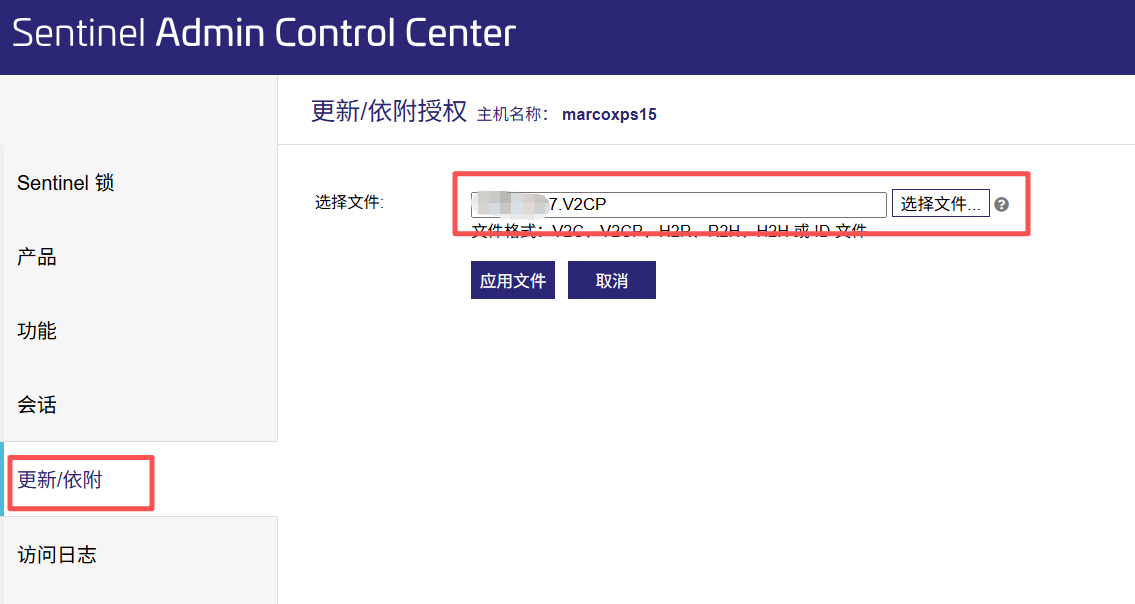 Sentinel Admin Control Center
更新/依附授权 主机名称： marcoxps15
Sentinel 锁
产品
功能
会话
更新/依附
访问日志
选择文件:
7.V2CP
选择文件...
?
文件格式：V2C、V2CP、H2R、R2H、H2H 或 ID 文件
应用文件
取消